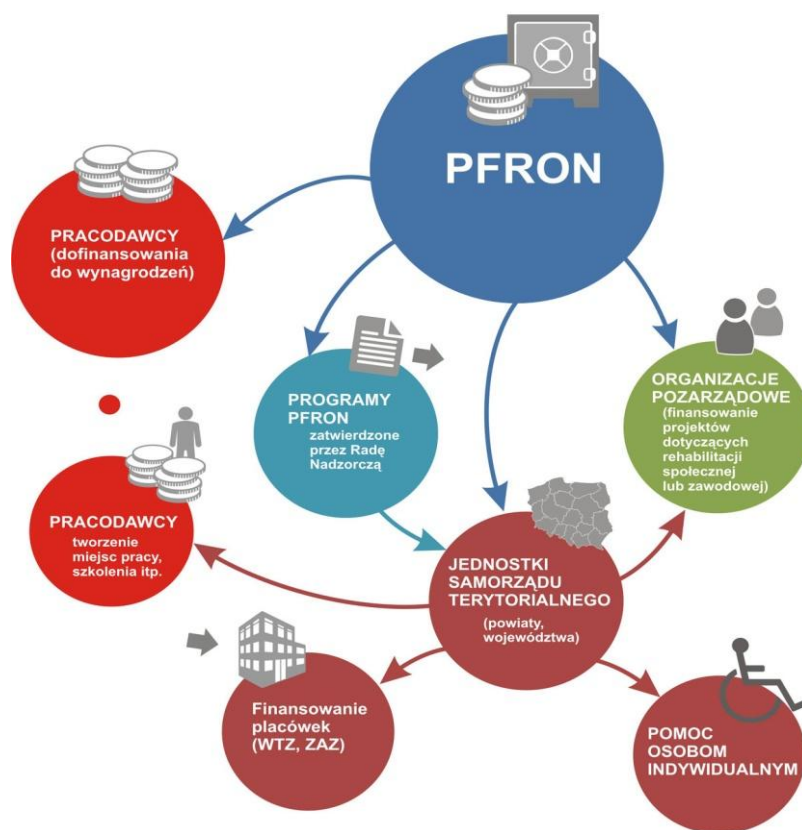 PFRON
PRACODAWCY
(dofinansowania
do wynagrodzeń)
PROGRAMY
PFRON
zatwierdzone
przez Radę
Nadzorczą
ORGANIZACJE
POZARZĄDOWE
(finansowanie
projektów
dotyczących
rehabilitacji
społecznej
lub zawodowej)
PRACODAWCY
tworzenie
miejsc pracy,
szkolenia itp.
JEDNOSTKI
SAMORZĄDU
TERYTORIALNEGO
(powiaty,
województwa)
Finansowanie
placówek
(WTZ, ZAZ)
POMOC
OSOBOM
INDYWIDUALNYM